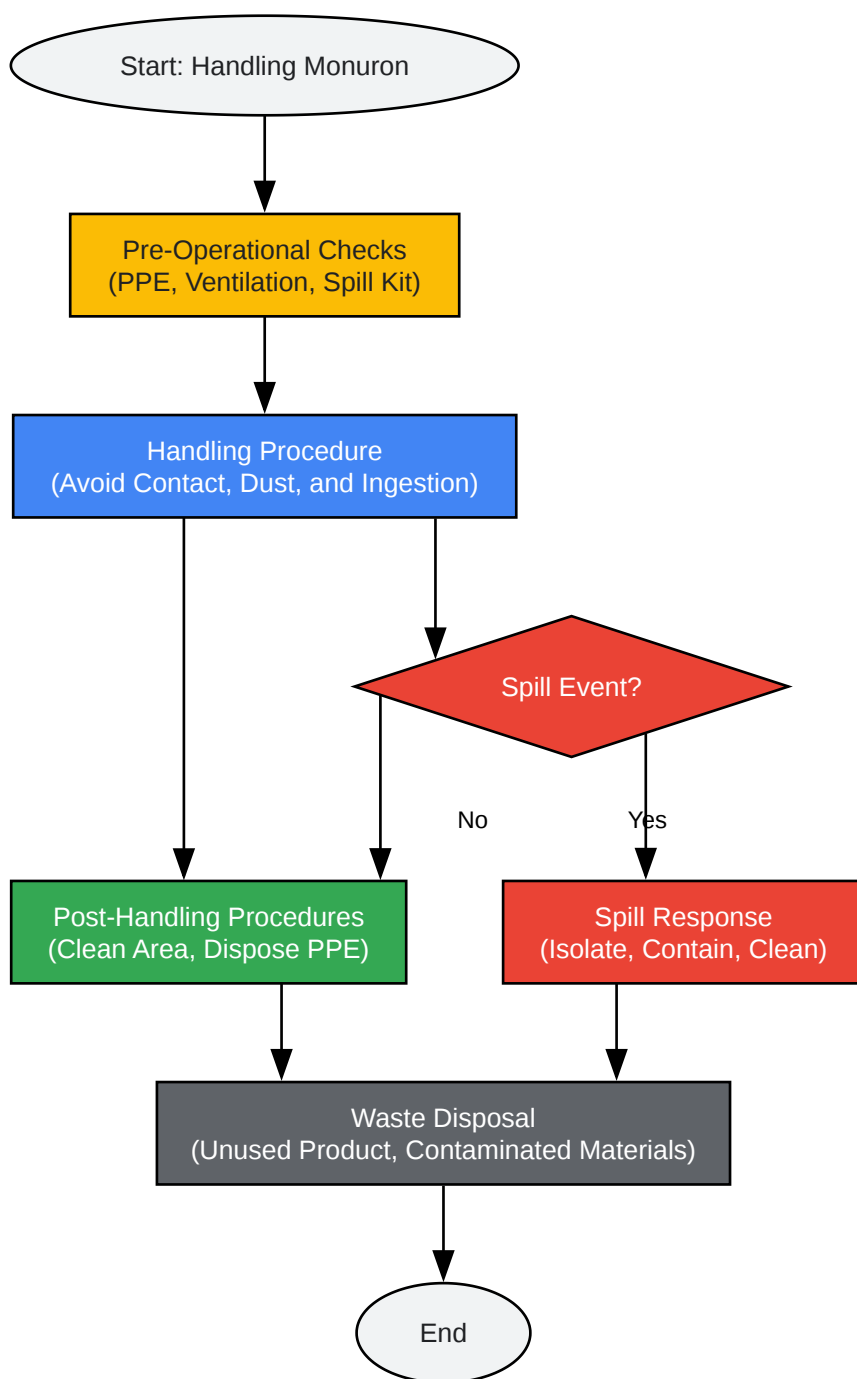 Start: Handling Monuron
Pre-Operational Checks
(PPE, Ventilation, Spill Kit)
Handling Procedure
(Avoid Contact, Dust, and Ingestion)
Spill Event?
No
Yes
Post-Handling Procedures
(Clean Area, Dispose PPE)
Spill Response
(Isolate, Contain, Clean)
Waste Disposal
(Unused Product, Contaminated Materials)
End